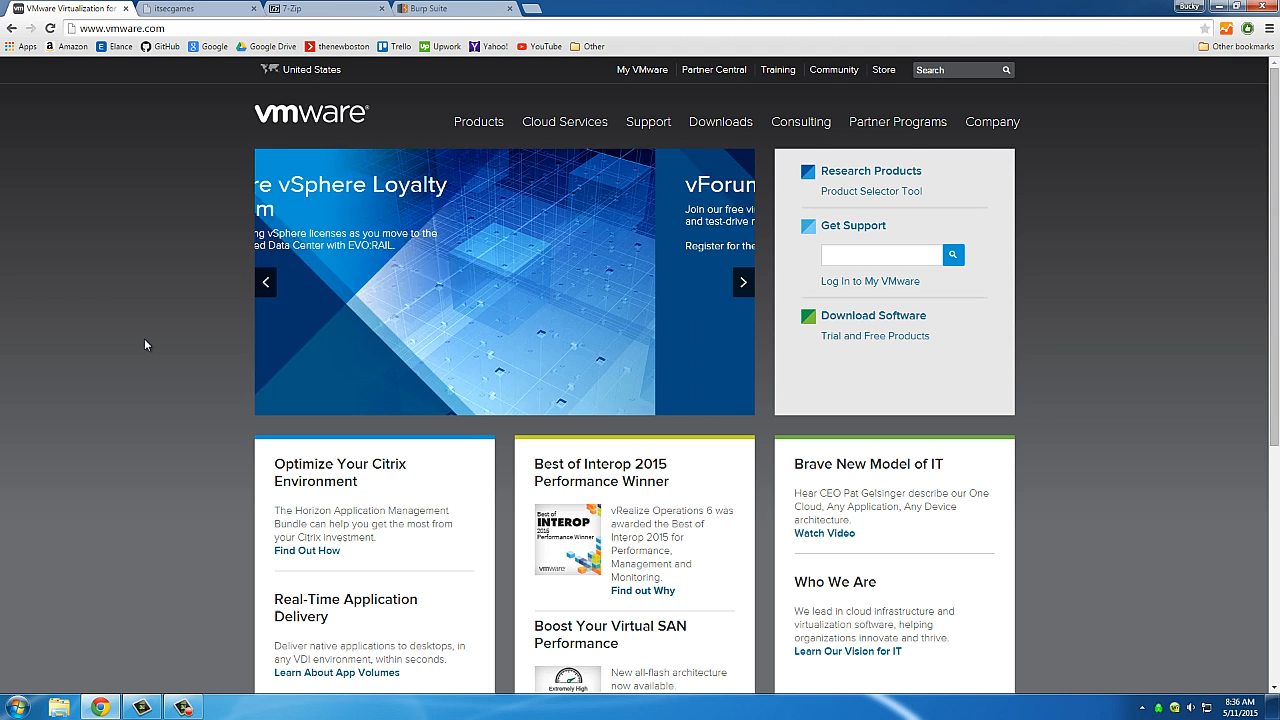 VMware Virtualization for
itsecgames
7-Zip
Burp Suite
Bucky
www.vmware.com
Apps Amazon Elance GitHub Google Google Drive thenewboston Trello Upwork Yahoo! YouTube Other Other bookmarks
United States
My VMware Partner Central Training Community Store Search
vmware®
Products Cloud Services Support Downloads Consulting Partner Programs Company
re vSphere Loyalty
m
ng vSphere licenses as you move to the
ed Data Center with EVO:RAIL.
vForun
Join our free vi
and test-drive r
Register for the
Research Products
Product Selector Tool
Get Support
Log In to My VMware
Download Software
Trial and Free Products
Optimize Your Citrix
Environment
The Horizon Application Management
Bundle can help you get the most from
your Citrix investment.
Find Out How
Real-Time Application
Delivery
Deliver native applications to desktops, in
any VDI environment, within seconds.
Learn About App Volumes
Best of Interop 2015
Performance Winner
Best of
INTEROP
2015
Performance Winner
vmware
vRealize Operations 6 was
awarded the Best of
Interop 2015 for
Performance,
Management and
Monitoring.
Find out Why
Boost Your Virtual SAN
Performance
Extremely High
New all-flash architecture
now available.
Brave New Model of IT
Hear CEO Pat Gelsinger describe our One
Cloud, Any Application, Any Device
architecture.
Watch Video
Who We Are
We lead in cloud infrastructure and
virtualization software, helping
organizations innovate and thrive.
Learn Our Vision for IT
8:36 AM
5/11/2015